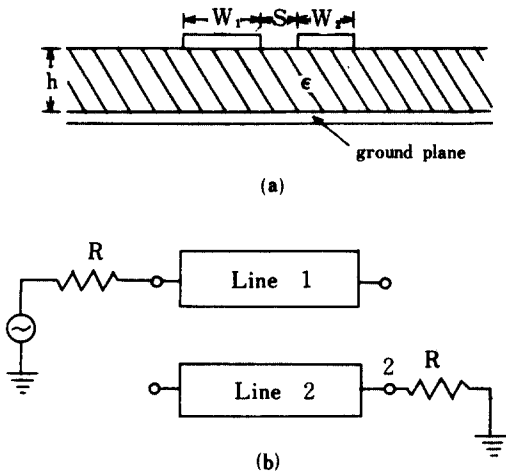 W₁ S W₂
h
ϵ
ground plane
(a)
R
Line 1
2 R
Line 2
(b)